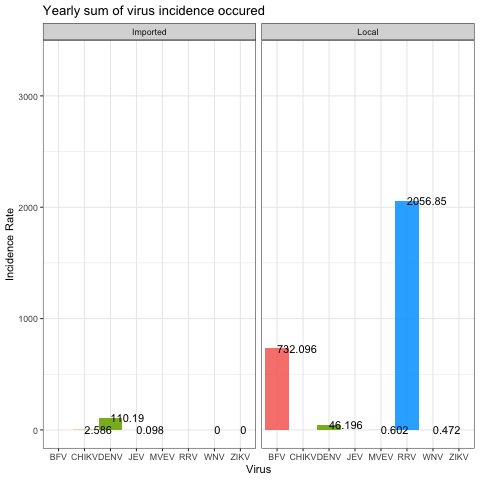 Yearly sum of virus incidence occured
Imported
Local
3000
2000
1000
0
Incidence Rate
2056.85
732.096
110.19
46.196
2.586
0.098
0
0
0.602
0.472
BFV CHIKV DENV JEV MVEV RRV WNV ZIKV
BFV CHIKV DENV JEV MVEV RRV WNV ZIKV
Virus